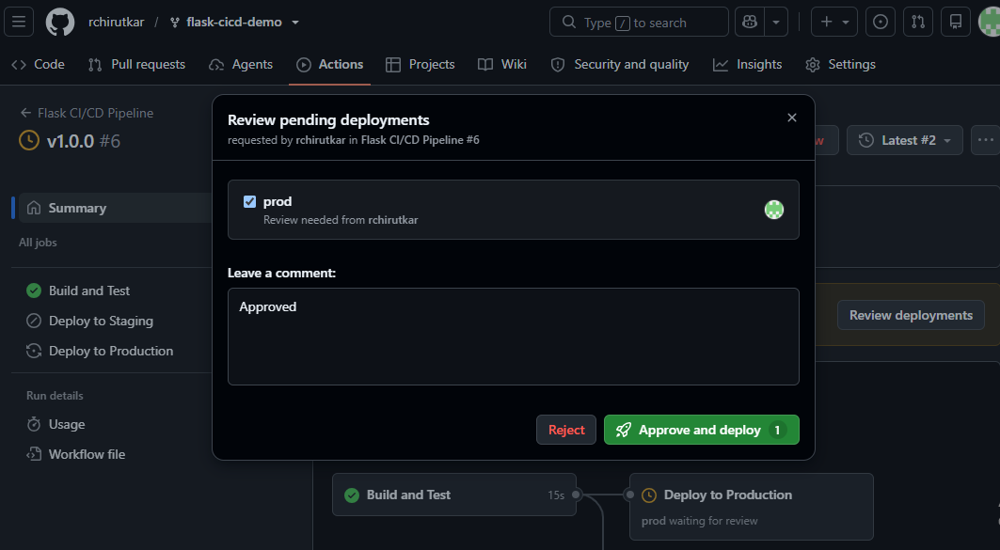 rchirutkar / flask-cicd-demo
Type / to search
Code Pull requests Agents Actions Projects Wiki Security and quality Insights Settings
Flask CI/CD Pipeline
v1.0.0 #6
Latest #2
Summary
All jobs
Build and Test
Deploy to Staging
Deploy to Production
Run details
Usage
Workflow file
Review pending deployments
requested by rchirutkar in Flask CI/CD Pipeline #6
prod
Review needed from rchirutkar
Leave a comment:
Approved
Reject
Approve and deploy 1
Review deployments
Build and Test 15s
Deploy to Production
prod waiting for review